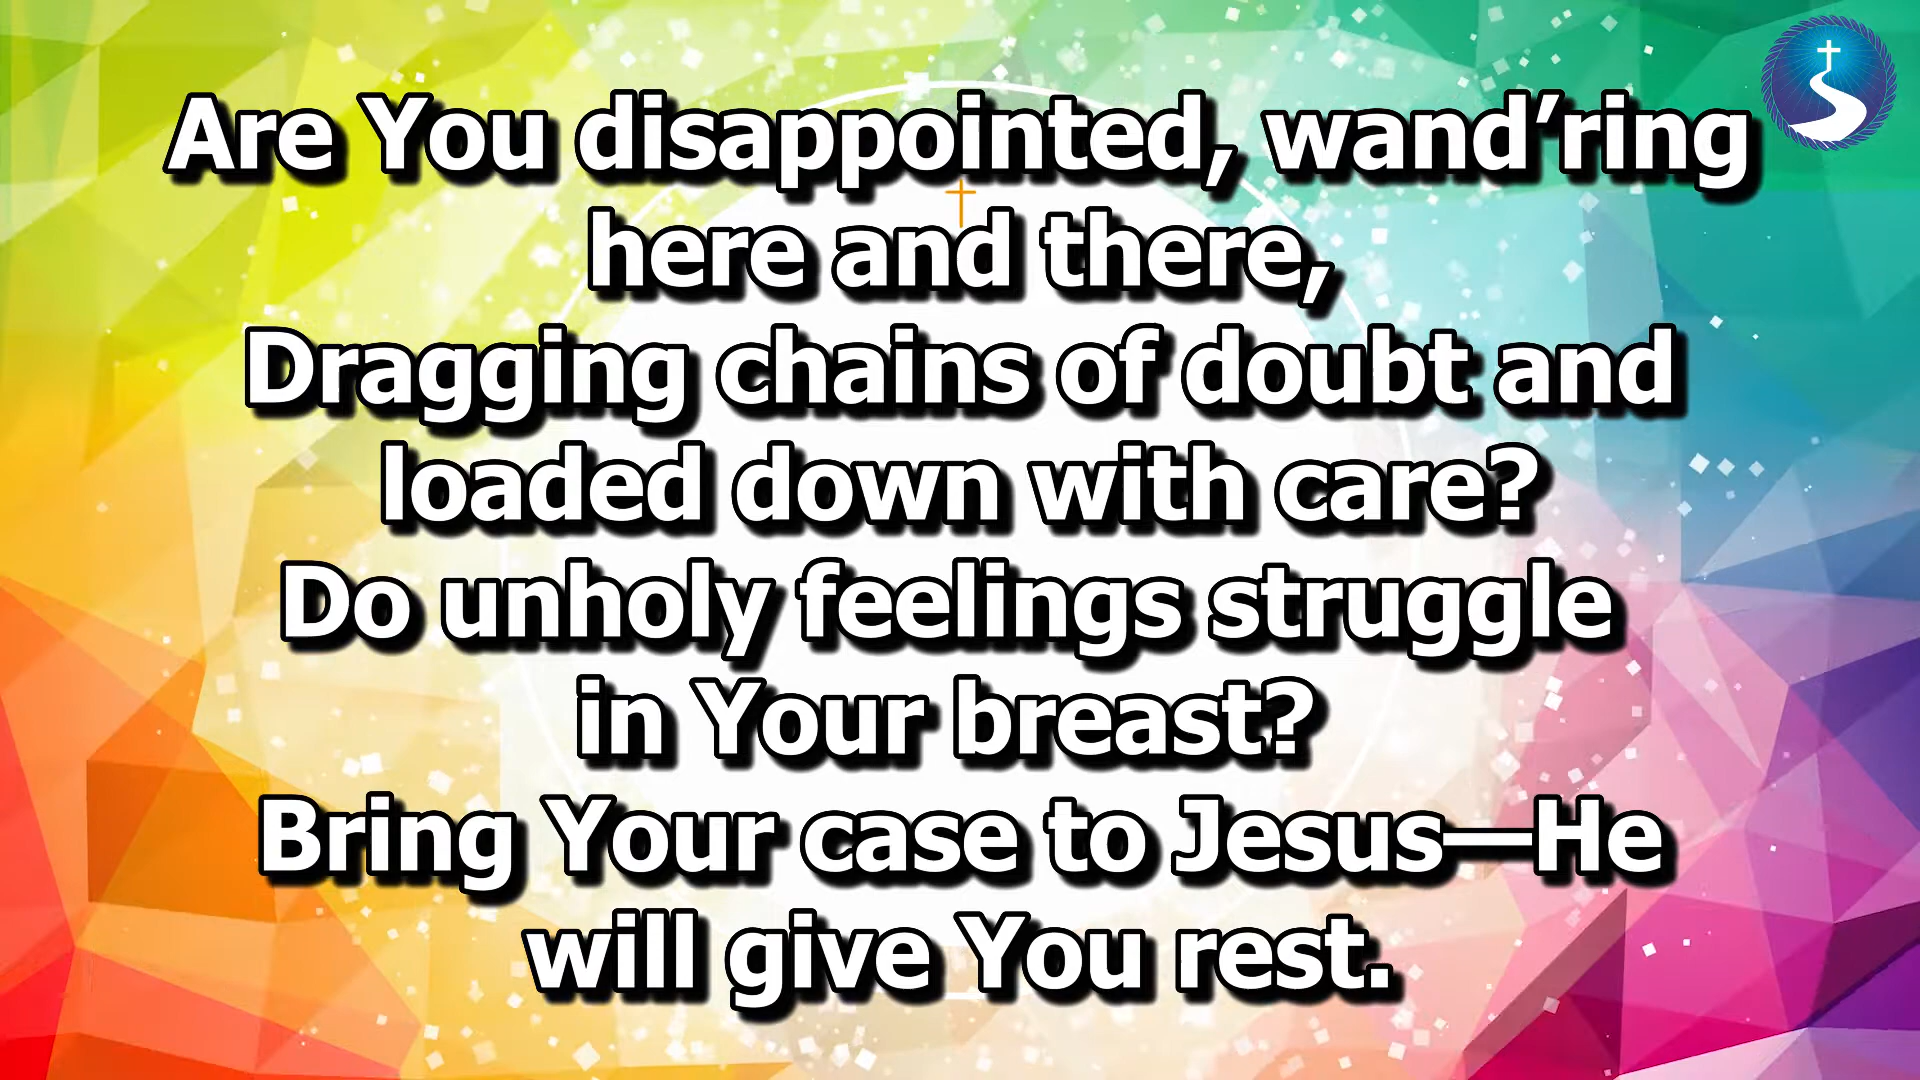 Are You disappointed, wand’ring
here and there,
Dragging chains of doubt and
loaded down with care?
Do unholy feelings struggle
in Your breast?
Bring Your case to Jesus—He
will give You rest.